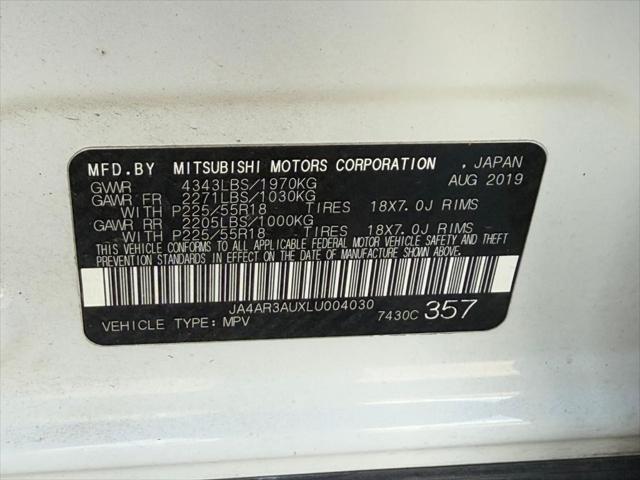 MFD.BY MITSUBISHI MOTORS CORPORATION , JAPAN
GVWR 4343LBS/1970KG AUG 2019
GAWR FR 2271LBS/1030KG
WITH P225/55R18 TIRES 18X7.0J RIMS
GAWR RR 2205LBS/1000KG
WITH P225/55R18 TIRES 18X7.0J RIMS
THIS VEHICLE CONFORMS TO ALL APPLICABLE FEDERAL MOTOR VEHICLE SAFETY AND THEFT
PREVENTION STANDARDS IN EFFECT ON THE DATE OF MANUFACTURE SHOWN ABOVE.
JA4AR3AUXLU004030
VEHICLE TYPE: MPV 7430C 357